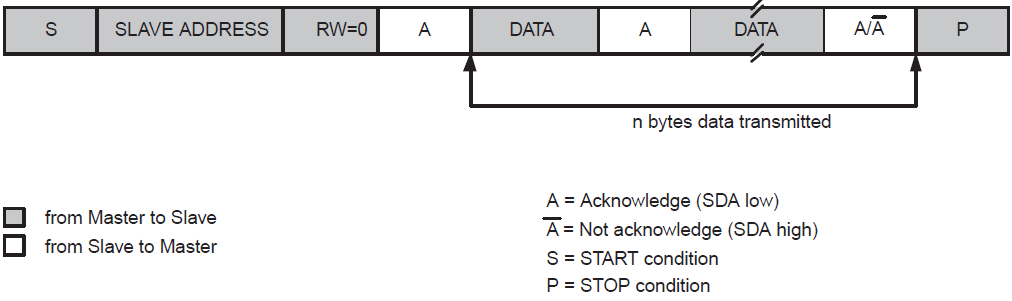 S SLAVE ADDRESS RW=0 A DATA A DATA A/A̅ P
n bytes data transmitted
from Master to Slave
from Slave to Master
A = Acknowledge (SDA low)
A̅ = Not acknowledge (SDA high)
S = START condition
P = STOP condition